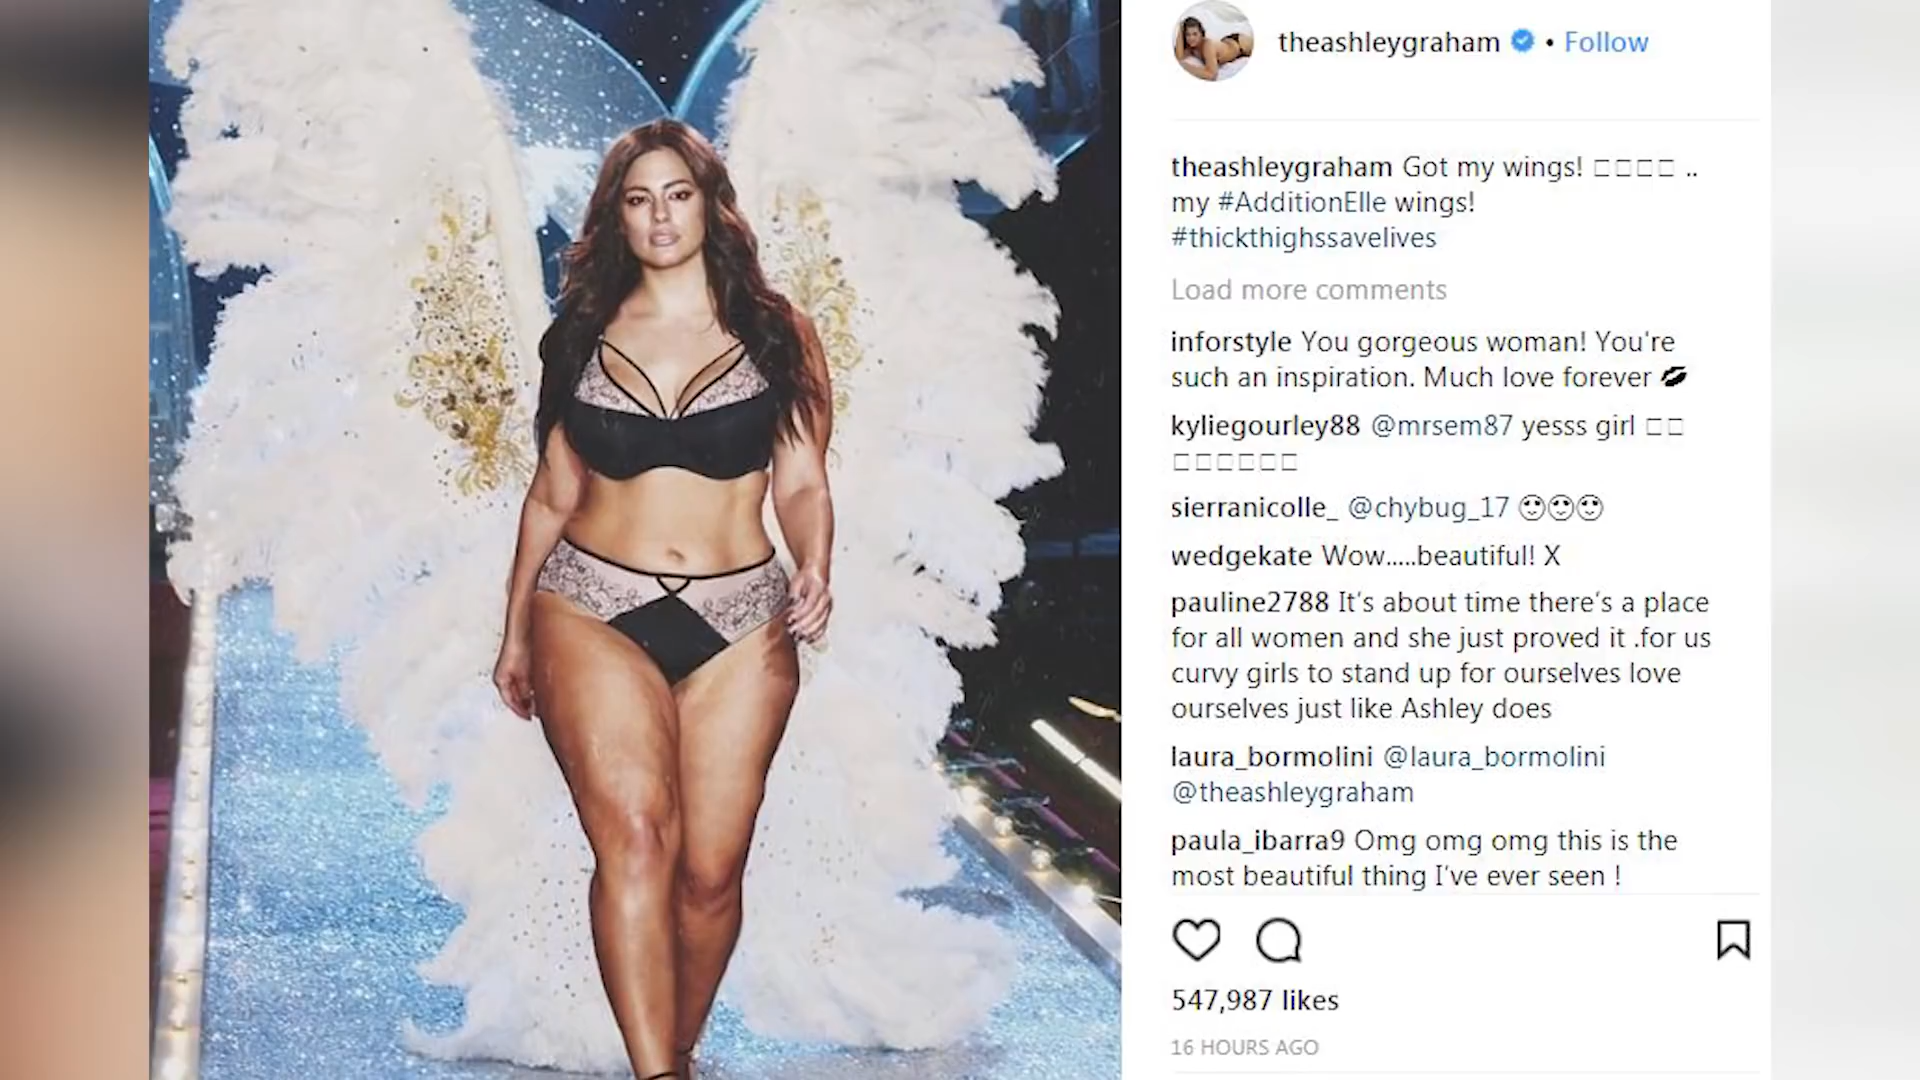 theashleygraham • Follow
theashleygraham Got my wings! □□□□ ..
my #AdditionElle wings!
#thickthighssavelives
Load more comments
inforstyle You gorgeous woman! You're
such an inspiration. Much love forever 💋
kyliegourley88 @mrsem87 yesss girl □□
□□□□□□
sierranicolle_ @chybug_17 😍😍😍
wedgekate Wow.....beautiful! X
pauline2788 It's about time there's a place
for all women and she just proved it .for us
curvy girls to stand up for ourselves love
ourselves just like Ashley does
laura_bormolini @laura_bormolini
@theashleygraham
paula_ibarra9 Omg omg omg this is the
most beautiful thing I've ever seen !
547,987 likes
16 HOURS AGO